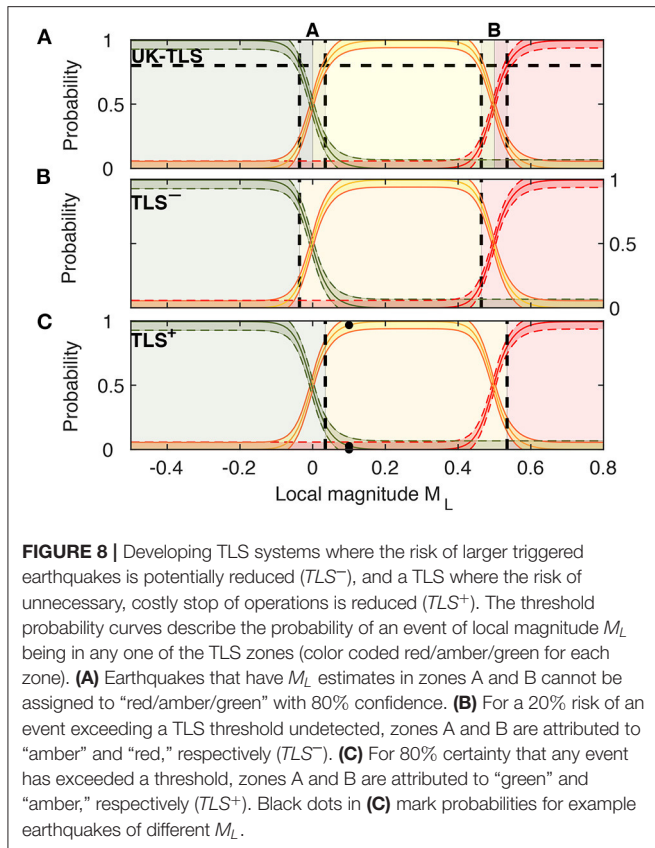 A B
A
1
UK-TLS
0.5
Probability
0
B
TLS⁻
1
Probability
0.5
0
C
1
TLS⁺
0.5
Probability
0
-0.4 -0.2 0 0.2 0.4 0.6 0.8
Local magnitude M_L
FIGURE 8 | Developing TLS systems where the risk of larger triggered
earthquakes is potentially reduced (TLS⁻), and a TLS where the risk of
unnecessary, costly stop of operations is reduced (TLS⁺). The threshold
probability curves describe the probability of an event of local magnitude M_L
being in any one of the TLS zones (color coded red/amber/green for each
zone). (A) Earthquakes that have M_L estimates in zones A and B cannot be
assigned to “red/amber/green” with 80% confidence. (B) For a 20% risk of an
event exceeding a TLS threshold undetected, zones A and B are attributed to
“amber” and “red,” respectively (TLS⁻). (C) For 80% certainty that any event
has exceeded a threshold, zones A and B are attributed to “green” and
“amber,” respectively (TLS⁺). Black dots in (C) mark probabilities for example
earthquakes of different M_L.